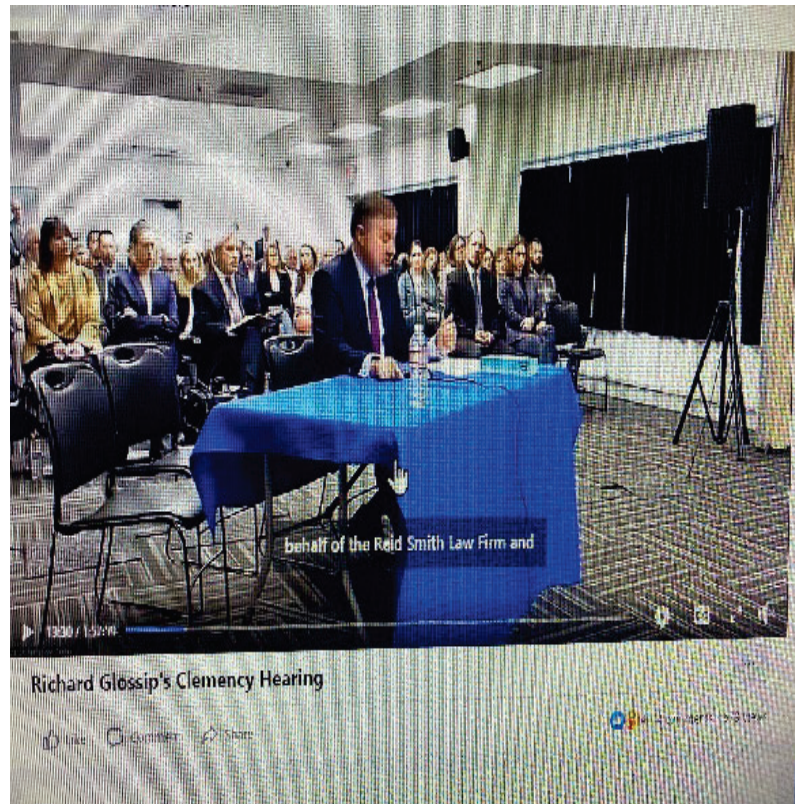 behalf of the Reid Smith Law Firm and
Richard Glossip's Clemency Hearing
Like
Comment
Share